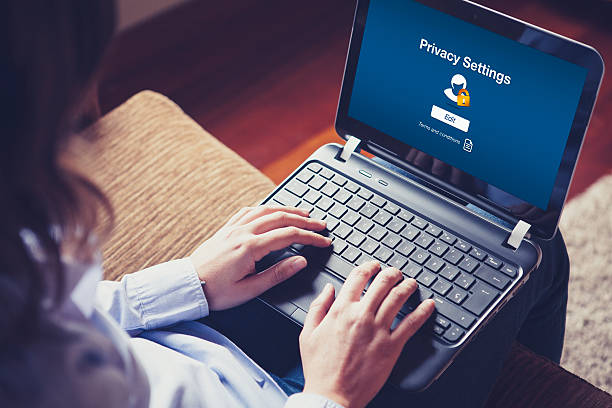 Privacy Settings
Edit
Terms and conditions